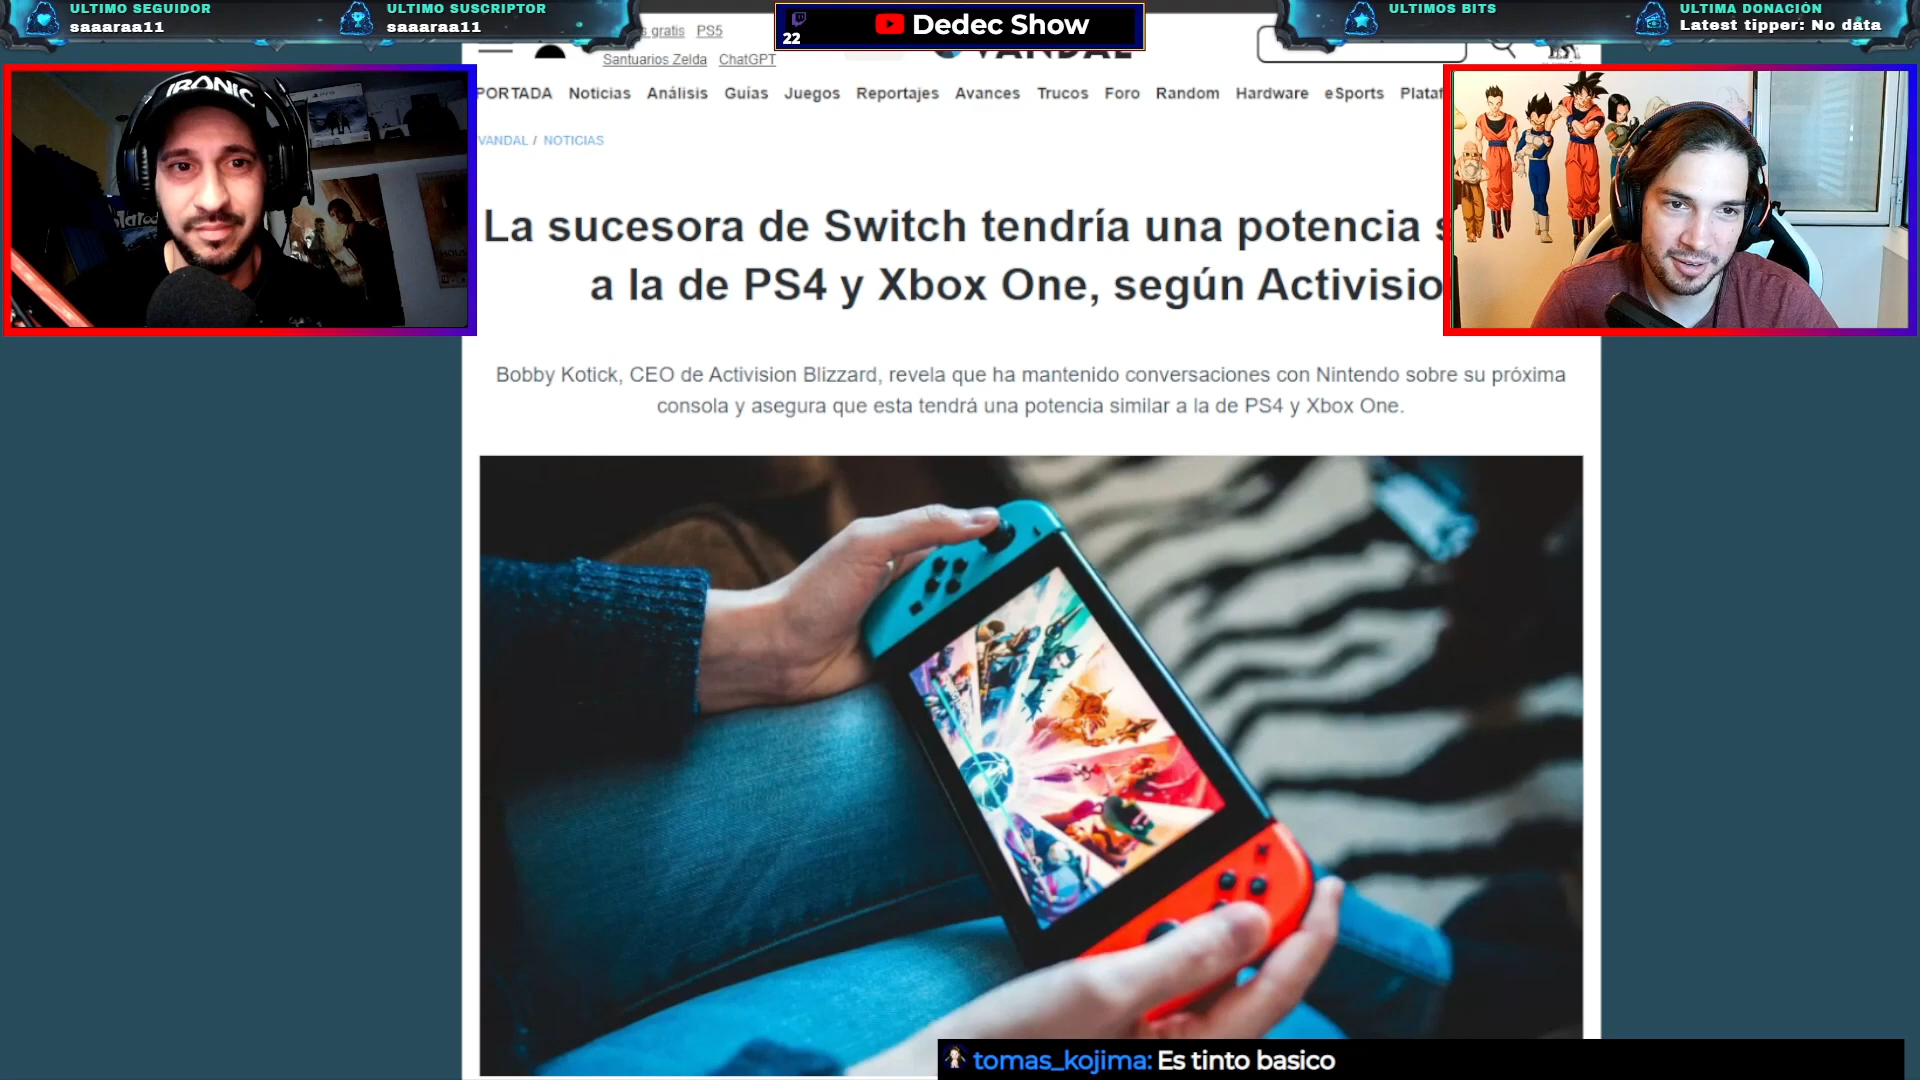 ULTIMO SEGUIDOR
saaaraa11
ULTIMO SUSCRIPTOR
saaaraa11
22
Dedec Show
ULTIMOS BITS
ULTIMA DONACIÓN
Latest tipper: No data
gratis PS5
Santuarios Zelda ChatGPT
VANDAL
PORTADA Noticias Análisis Guías Juegos Reportajes Avances Trucos Foro Random Hardware eSports Plataf
VANDAL / NOTICIAS
IRONIC
La sucesora de Switch tendría una potencia s
a la de PS4 y Xbox One, según Activisio
Bobby Kotick, CEO de Activision Blizzard, revela que ha mantenido conversaciones con Nintendo sobre su próxima
consola y asegura que esta tendrá una potencia similar a la de PS4 y Xbox One.
tomas_kojima: Es tinto basico